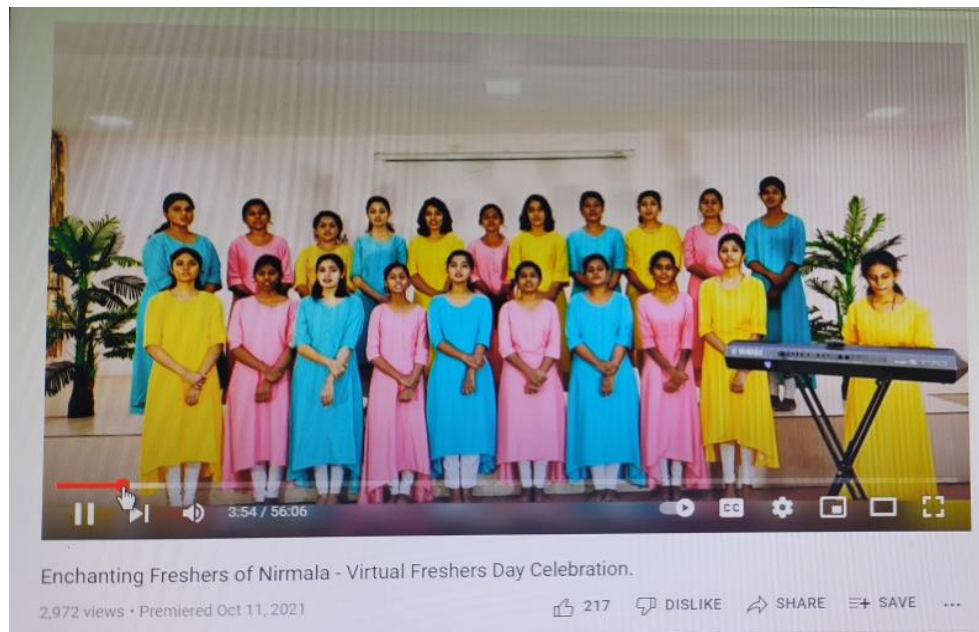 YAMAHA
3:54 / 56:06
CC
Enchanting Freshers of Nirmala - Virtual Freshers Day Celebration.
2,972 views • Premiered Oct 11, 2021
217 DISLIKE SHARE SAVE ...